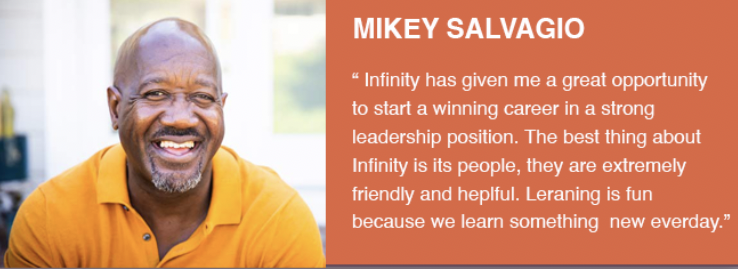 MIKEY SALVAGIO
“ Infinity has given me a great opportunity
to start a winning career in a strong
leadership position. The best thing about
Infinity is its people, they are extremely
friendly and heplful. Leraning is fun
because we learn something  new everday.”